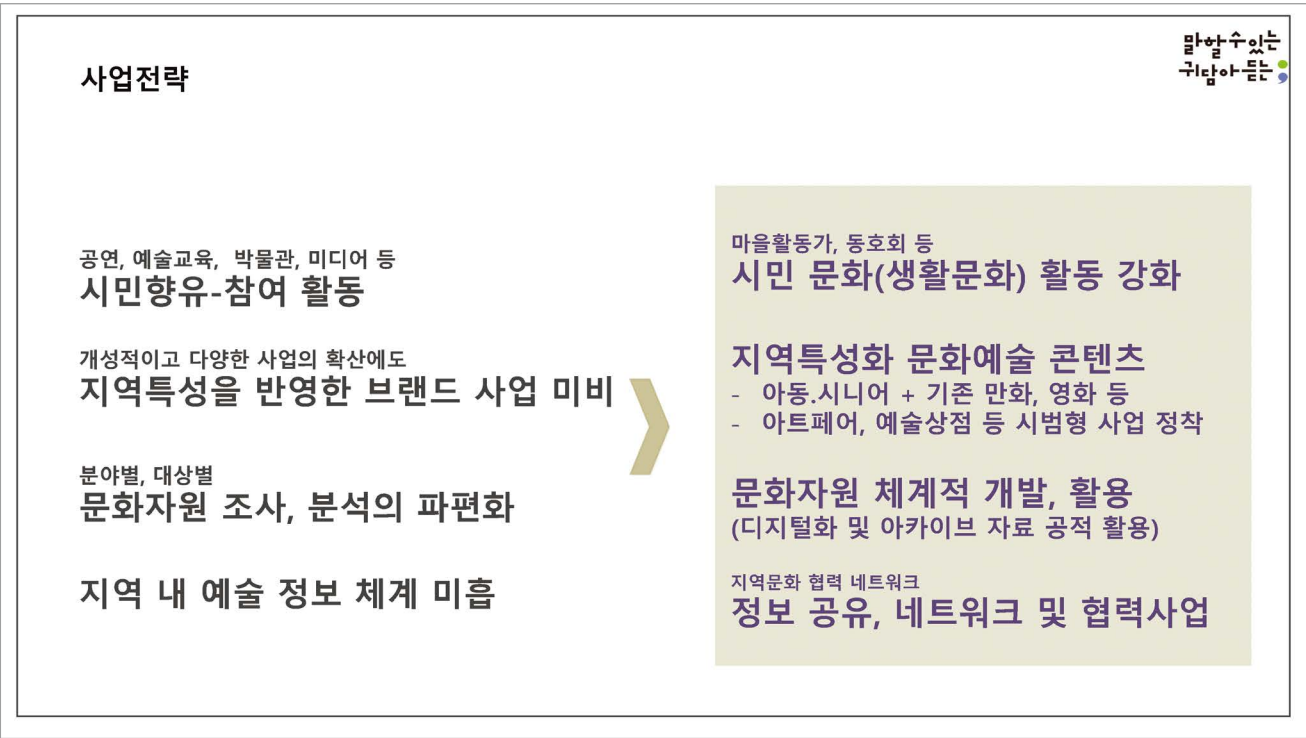 사업전략
말할수있는
귀담아듣는;
공연, 예술교육, 박물관, 미디어 등
시민향유-참여 활동
개성적이고 다양한 사업의 확산에도
지역특성을 반영한 브랜드 사업 미비
분야별, 대상별
문화자원 조사, 분석의 파편화
지역 내 예술 정보 체계 미흡
마을활동가, 동호회 등
시민 문화(생활문화) 활동 강화
지역특성화 문화예술 콘텐츠
- 아동.시니어 + 기존 만화, 영화 등
- 아트페어, 예술상점 등 시범형 사업 정착
문화자원 체계적 개발, 활용
(디지털화 및 아카이브 자료 공적 활용)
지역문화 협력 네트워크
정보 공유, 네트워크 및 협력사업